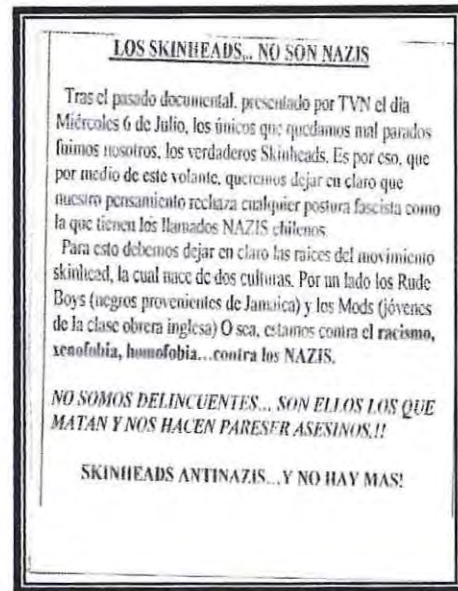 LOS SKINHEADS... NO SON NAZIS
Tras el pasado documental, presentado por TVN el día
Miércoles 6 de Julio, los únicos que quedamos mal parados
fuimos nosotros, los verdaderos Skinheads. Es por eso, que
por medio de este volante, queremos dejar en claro que
nuestro pensamiento rechaza cualquier postura fascista como
la que tienen los llamados NAZIS chilenos.
Para esto debemos dejar en claro las raíces del movimiento
skinhead, la cual nace de dos culturas. Por un lado los Rude
Boys (negros provenientes de Jamaica) y los Mods (jóvenes
de la clase obrera inglesa) O sea, estamos contra el racismo,
xenofobia, homofobia...contra los NAZIS.
NO SOMOS DELINCUENTES... SON ELLOS LOS QUE
MATAN Y NOS HACEN PARESER ASESINOS.!!
SKINHEADS ANTINAZIS...Y NO HAY MAS!